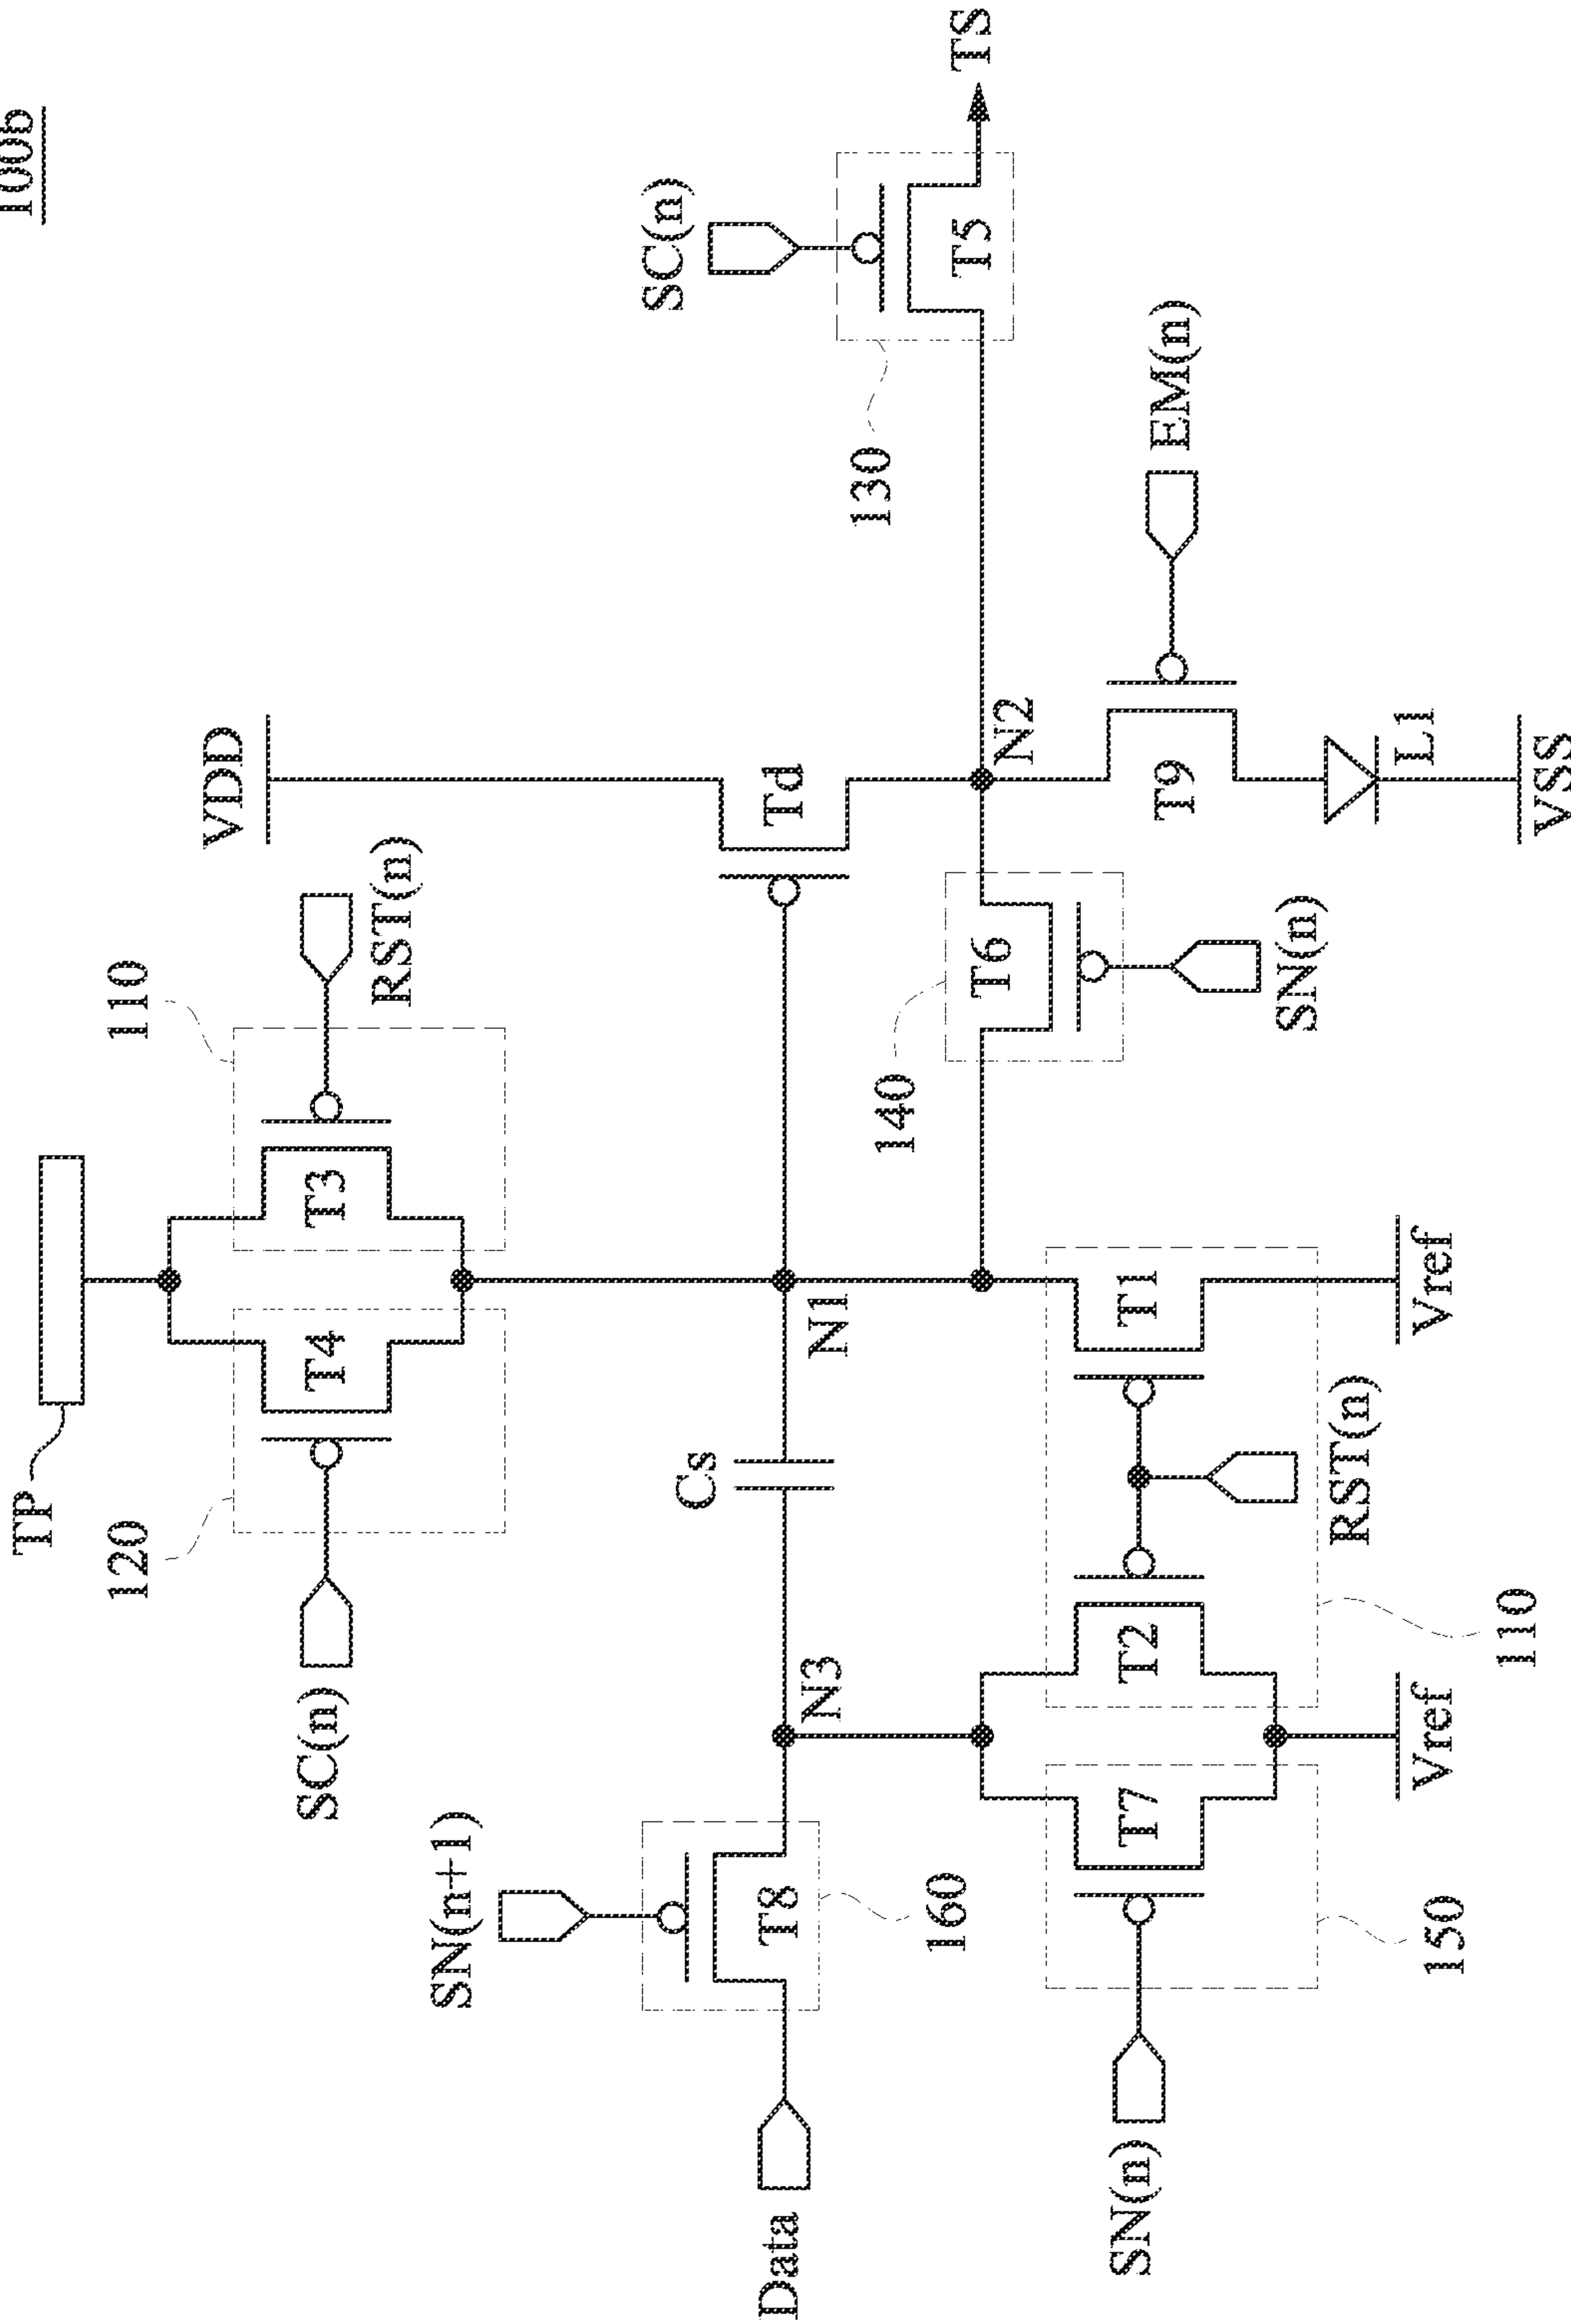 100b
TP
120
110
VDD
SC(n)
T4
T3
RST(n)
SN(n+1)
SC(n)
Cs
Data
T8
Td
N3
N1
130
140
160
T6
T5
TS
N2
SN(n)
T7
T2
T1
T9
EM(n)
SN(n)
RST(n)
L1
Vref
Vref
150
110
VSS